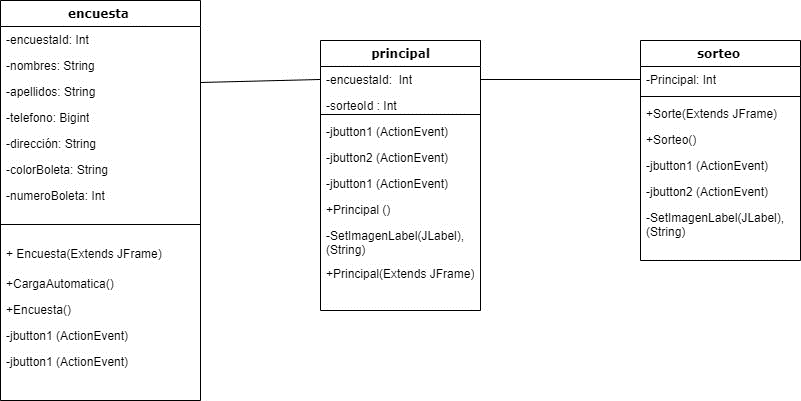 encuesta
-encuestaId: Int
-nombres: String
-apellidos: String
-telefono: Bigint
-dirección: String
-colorBoleta: String
-numeroBoleta: Int
+ Encuesta(Extends JFrame)
+CargaAutomatica()
+Encuesta()
-jbutton1 (ActionEvent)
-jbutton1 (ActionEvent)
principal
-encuestaId:  Int
-sorteoId : Int
-jbutton1 (ActionEvent)
-jbutton2 (ActionEvent)
-jbutton1 (ActionEvent)
+Principal ()
-SetImagenLabel(JLabel),
(String)
+Principal(Extends JFrame)
sorteo
-Principal: Int
+Sorte(Extends JFrame)
+Sorteo()
-jbutton1 (ActionEvent)
-jbutton2 (ActionEvent)
-SetImagenLabel(JLabel),
(String)